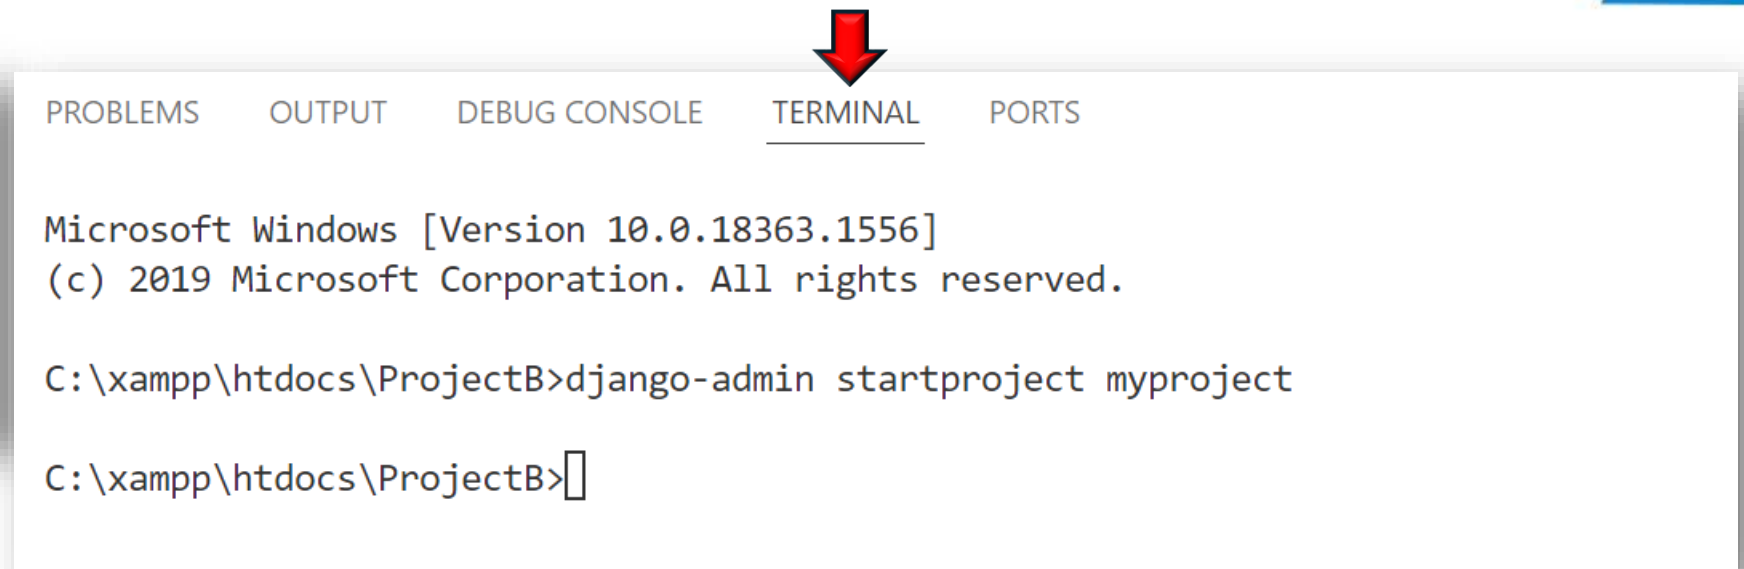 PROBLEMS OUTPUT DEBUG CONSOLE TERMINAL PORTS
Microsoft Windows [Version 10.0.18363.1556]
(c) 2019 Microsoft Corporation. All rights reserved.
C:\xampp\htdocs\ProjectB>django-admin startproject myproject
C:\xampp\htdocs\ProjectB>